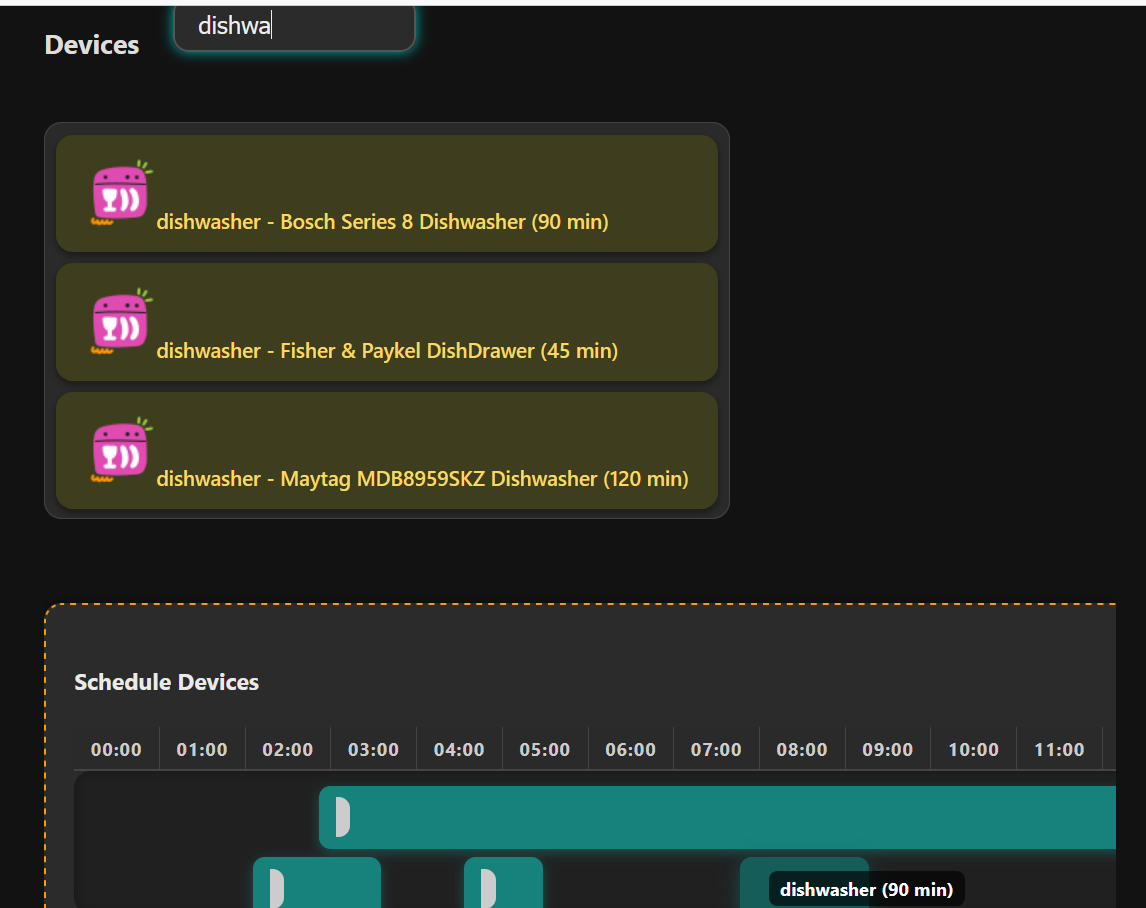 Devices
dishwa
dishwasher - Bosch Series 8 Dishwasher (90 min)
dishwasher - Fisher & Paykel DishDrawer (45 min)
dishwasher - Maytag MDB8959SKZ Dishwasher (120 min)
Schedule Devices
00:00 01:00 02:00 03:00 04:00 05:00 06:00 07:00 08:00 09:00 10:00 11:00
dishwasher (90 min)